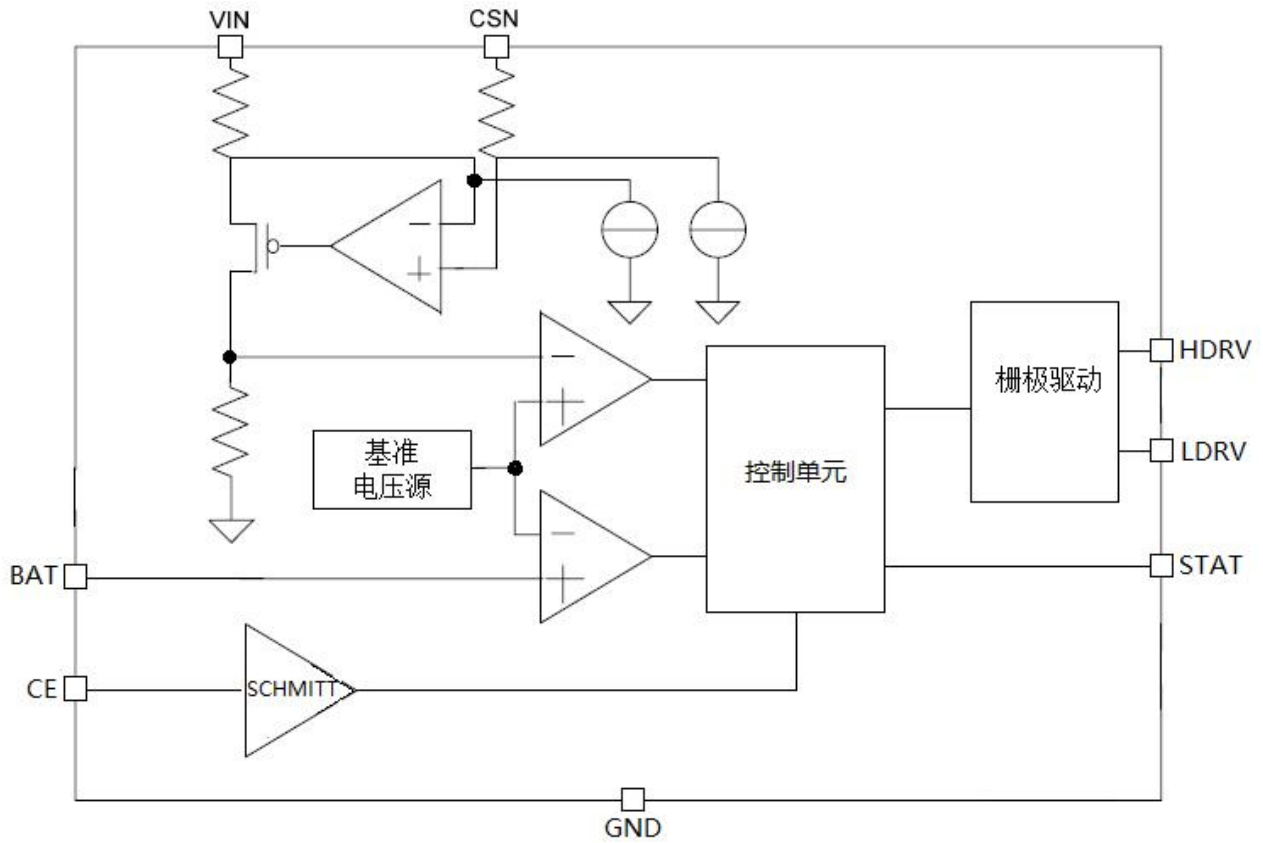 VIN
CSN
HDRV
栅极驱动
基准
电压源
控制单元
LDRV
BAT
STAT
CE
SCHMITT
GND